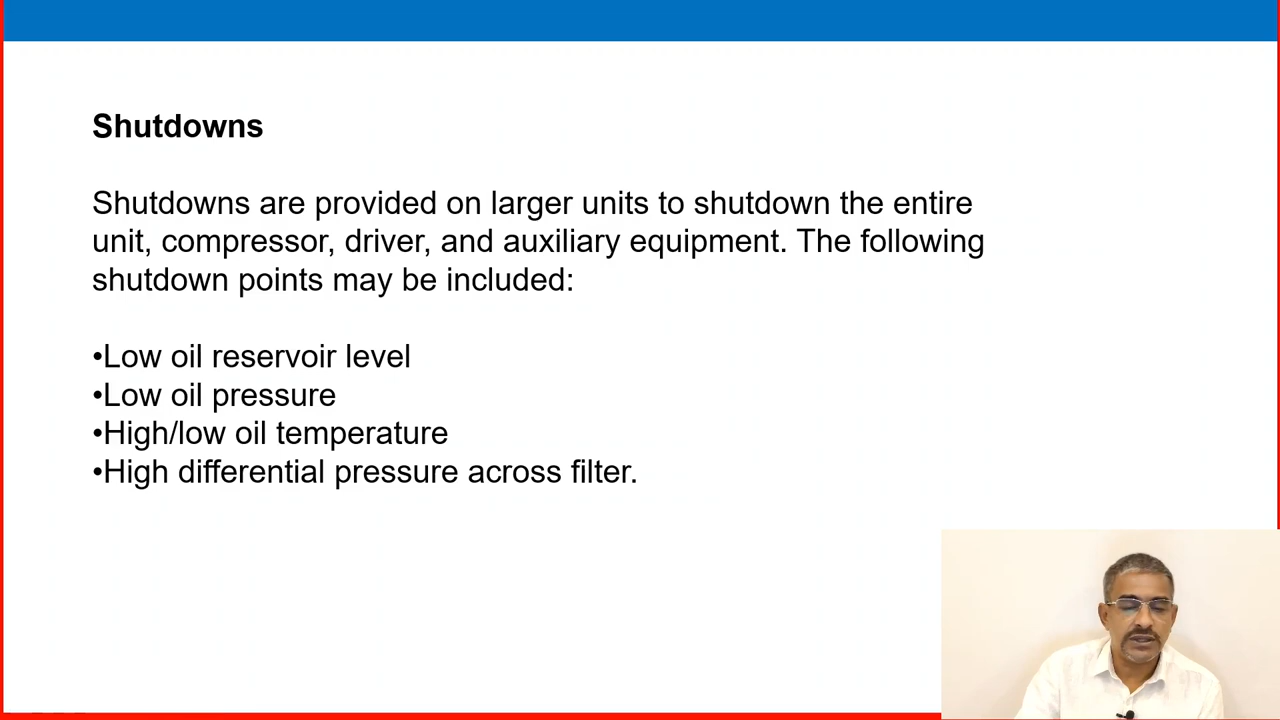 Shutdowns
Shutdowns are provided on larger units to shutdown the entire
unit, compressor, driver, and auxiliary equipment. The following
shutdown points may be included:
•Low oil reservoir level
•Low oil pressure
•High/low oil temperature
•High differential pressure across filter.